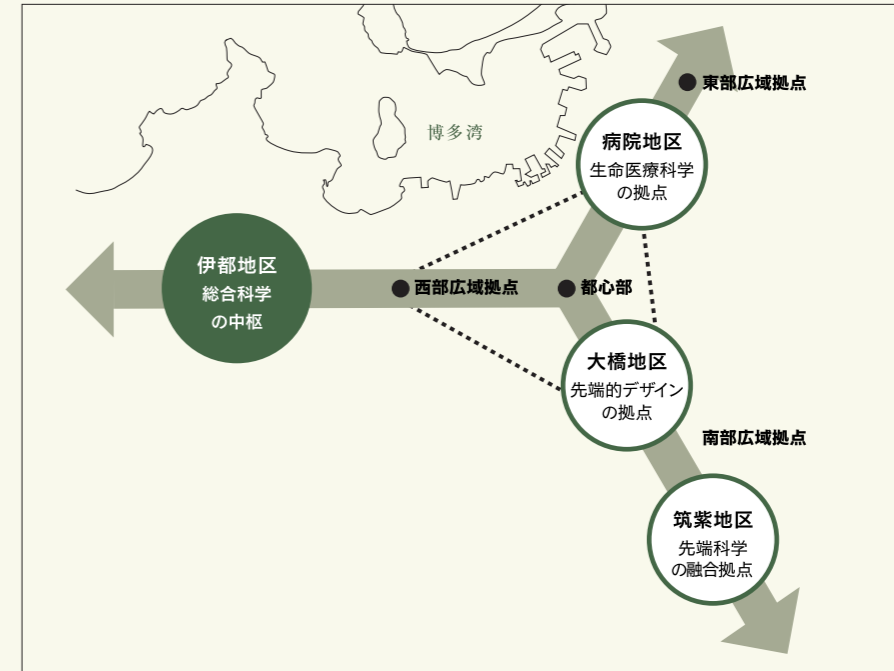 東部広域拠点
病院地区
生命医療科学
の拠点
博多湾
伊都地区
総合科学
の中枢
西部広域拠点
都心部
大橋地区
先端的デザイン
の拠点
南部広域拠点
筑紫地区
先端科学
の融合拠点